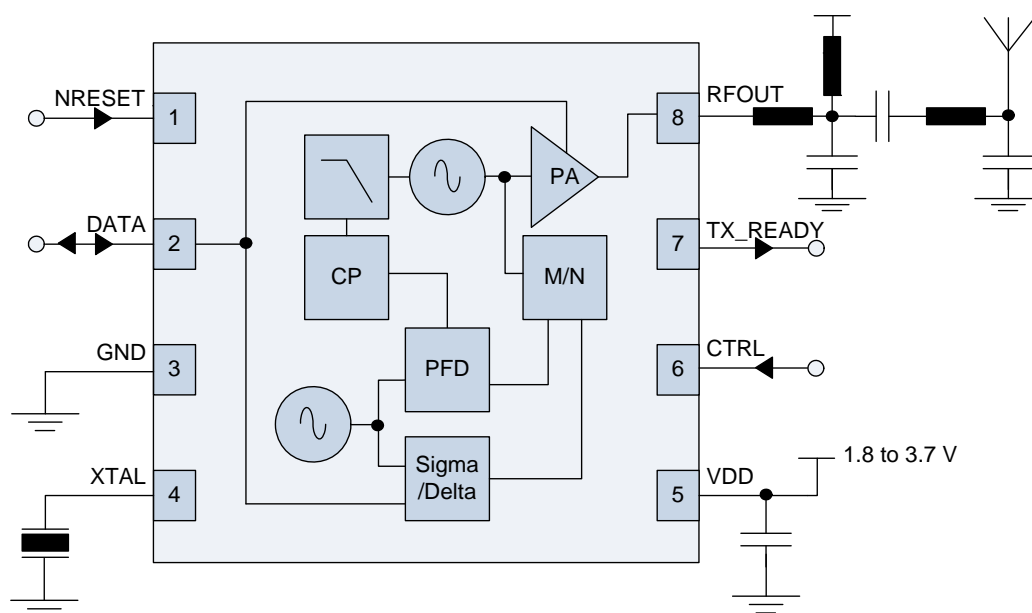 NRESET
1
8
RFOUT
PA
DATA
2
7
TX_READY
CP
M/N
GND
3
PFD
6
CTRL
XTAL
4
Sigma
/Delta
5
VDD
1.8 to 3.7 V